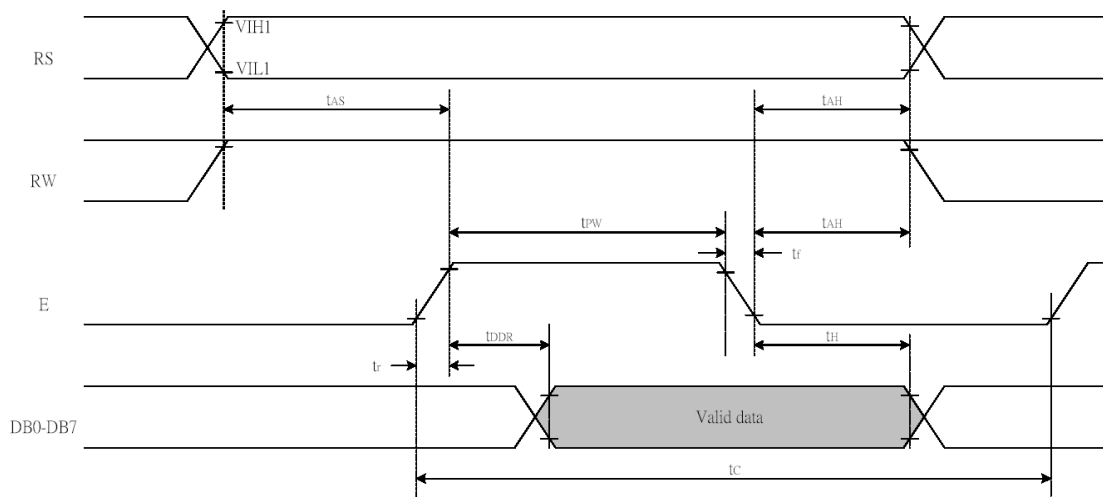 RS
VIH1
VIL1
tAS
tAH
RW
tPW
tAH
tf
E
tDDR
tH
tr
DB0-DB7
Valid data
tC